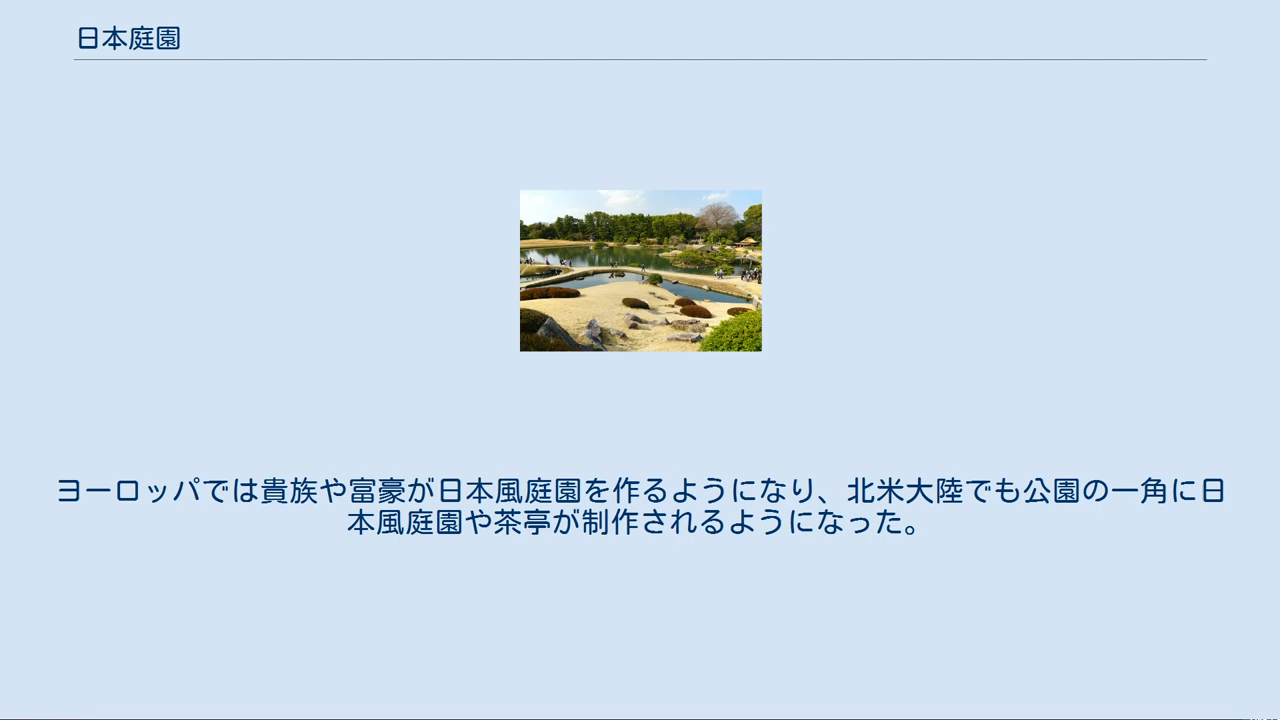 日本庭園
ヨーロッパでは貴族や富豪が日本風庭園を作るようになり、北米大陸でも公園の一角に日
本風庭園や茶亭が制作されるようになった。